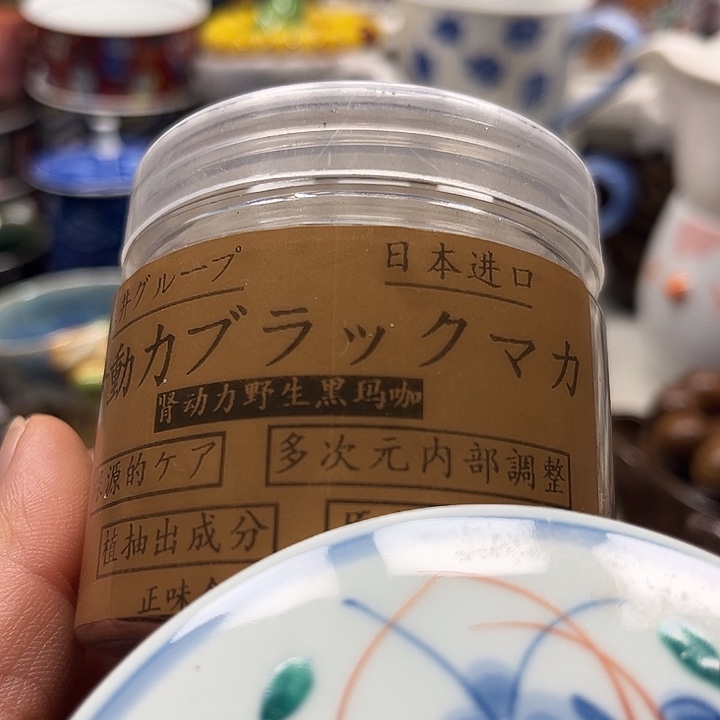 井グループ
日本进口
動力ブラックマカ
肾动力野生黑玛咖
源的ケア
多次元内部調整
植抽出成分
正味